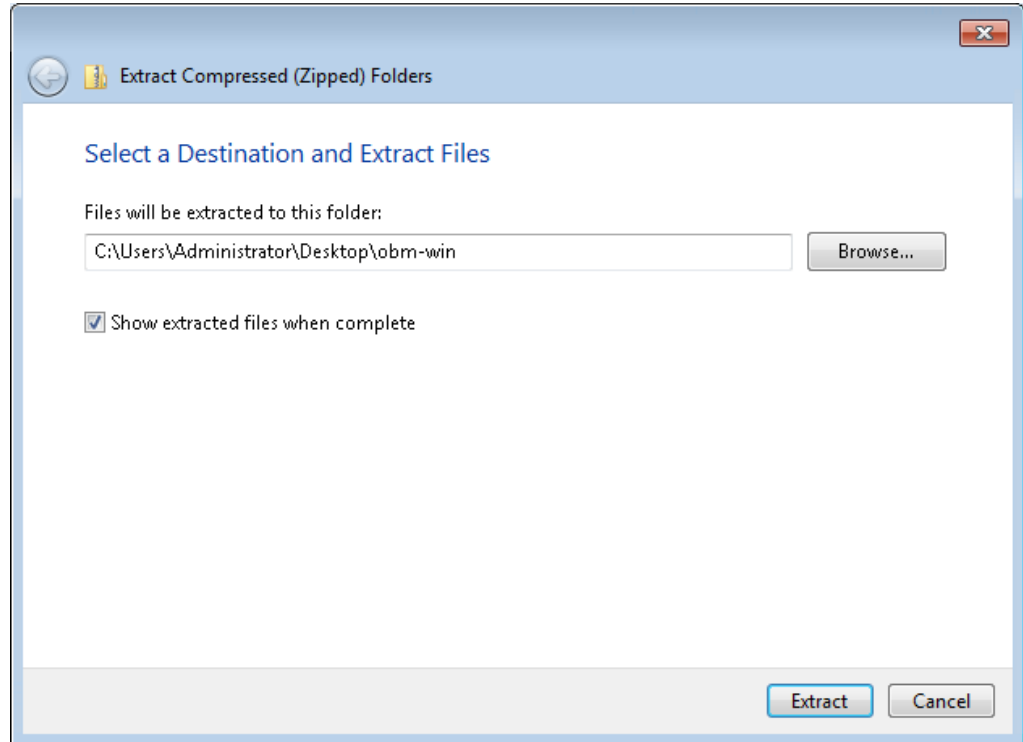 Extract Compressed (Zipped) Folders
Select a Destination and Extract Files
Files will be extracted to this folder:
C:\Users\Administrator\Desktop\obm-win
Browse...
Show extracted files when complete
Extract
Cancel